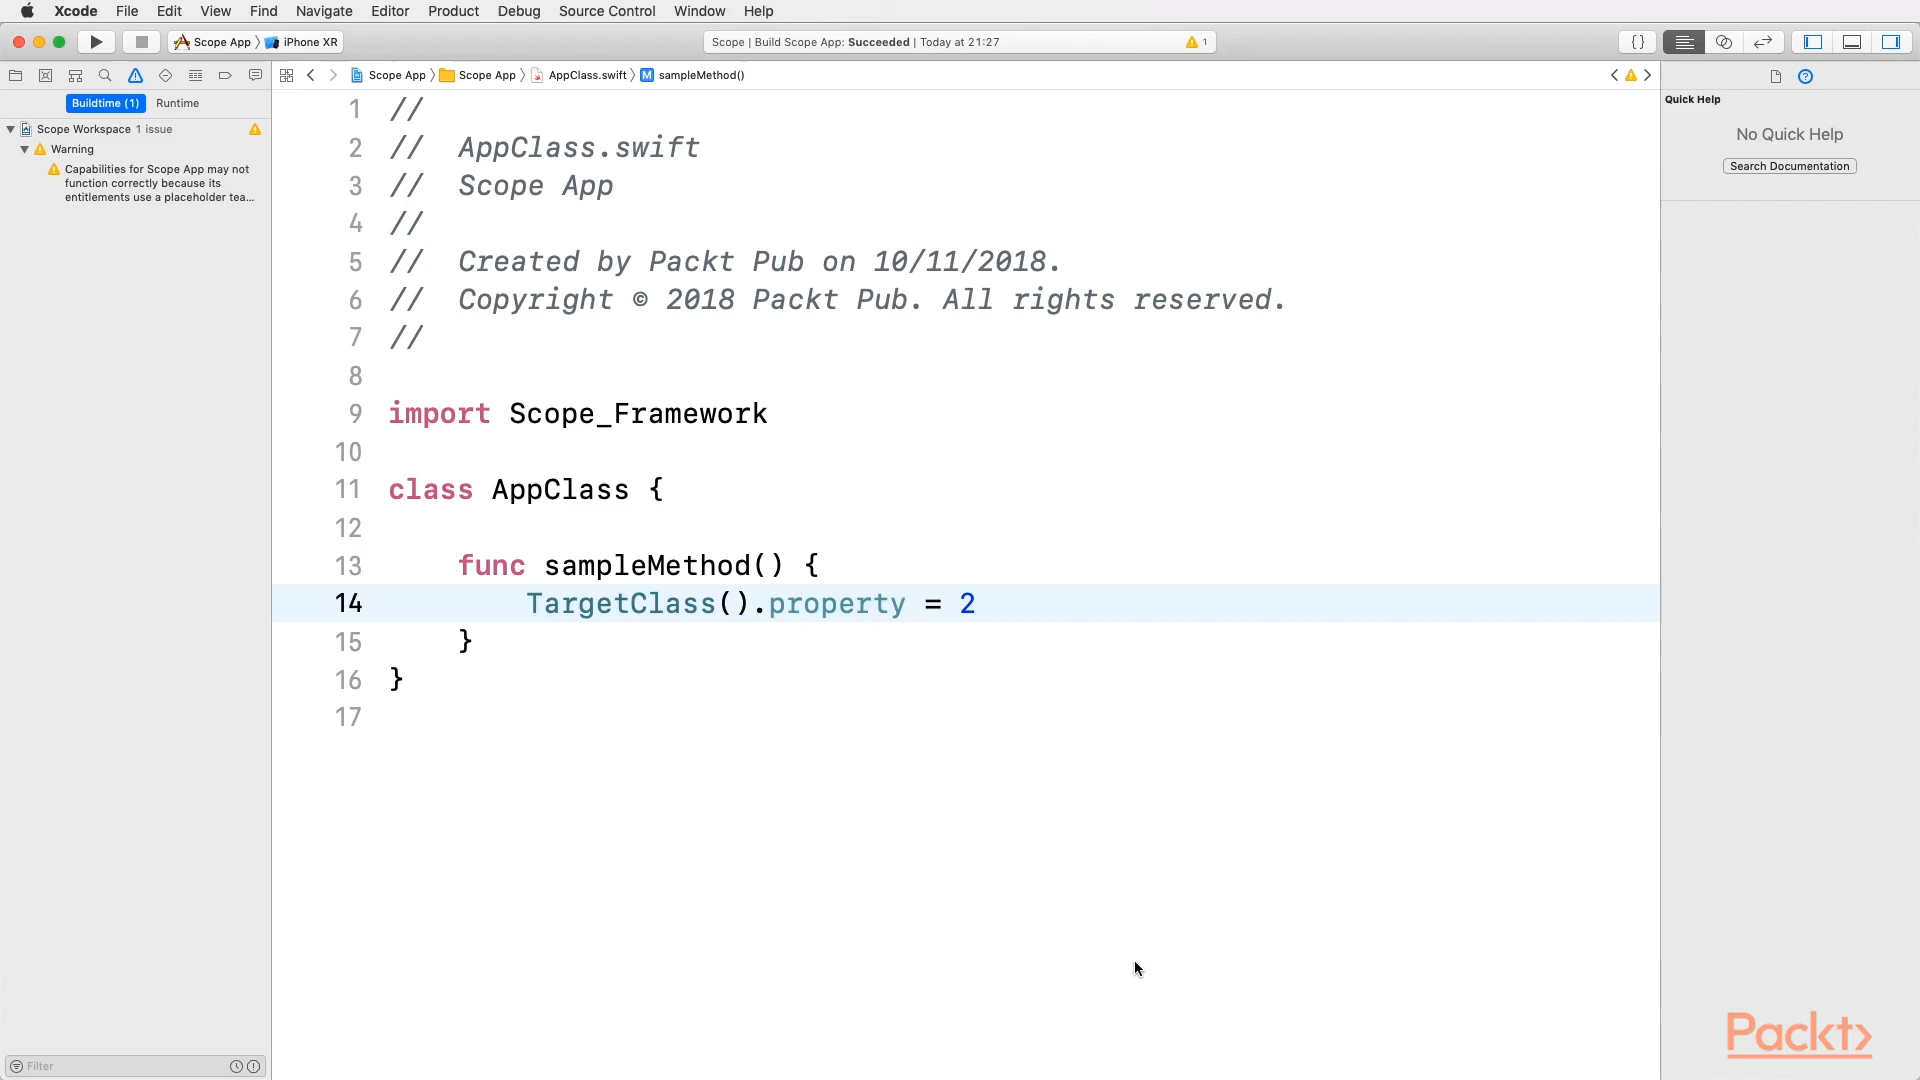 Xcode File Edit View Find Navigate Editor Product Debug Source Control Window Help
Scope App iPhone XR
Scope | Build Scope App: Succeeded | Today at 21:27
1
{}
Scope App Scope App AppClass.swift M sampleMethod()
Buildtime (1) Runtime
Scope Workspace 1 issue
Warning
Capabilities for Scope App may not
function correctly because its
entitlements use a placeholder tea...
Filter
1 //
2 //  AppClass.swift
3 //  Scope App
4 //
5 //  Created by Packt Pub on 10/11/2018.
6 //  Copyright © 2018 Packt Pub. All rights reserved.
7 //
8
9 import Scope_Framework
10
11 class AppClass {
12
13     func sampleMethod() {
14         TargetClass().property = 2
15     }
16 }
17
Quick Help
No Quick Help
Search Documentation
Packt>